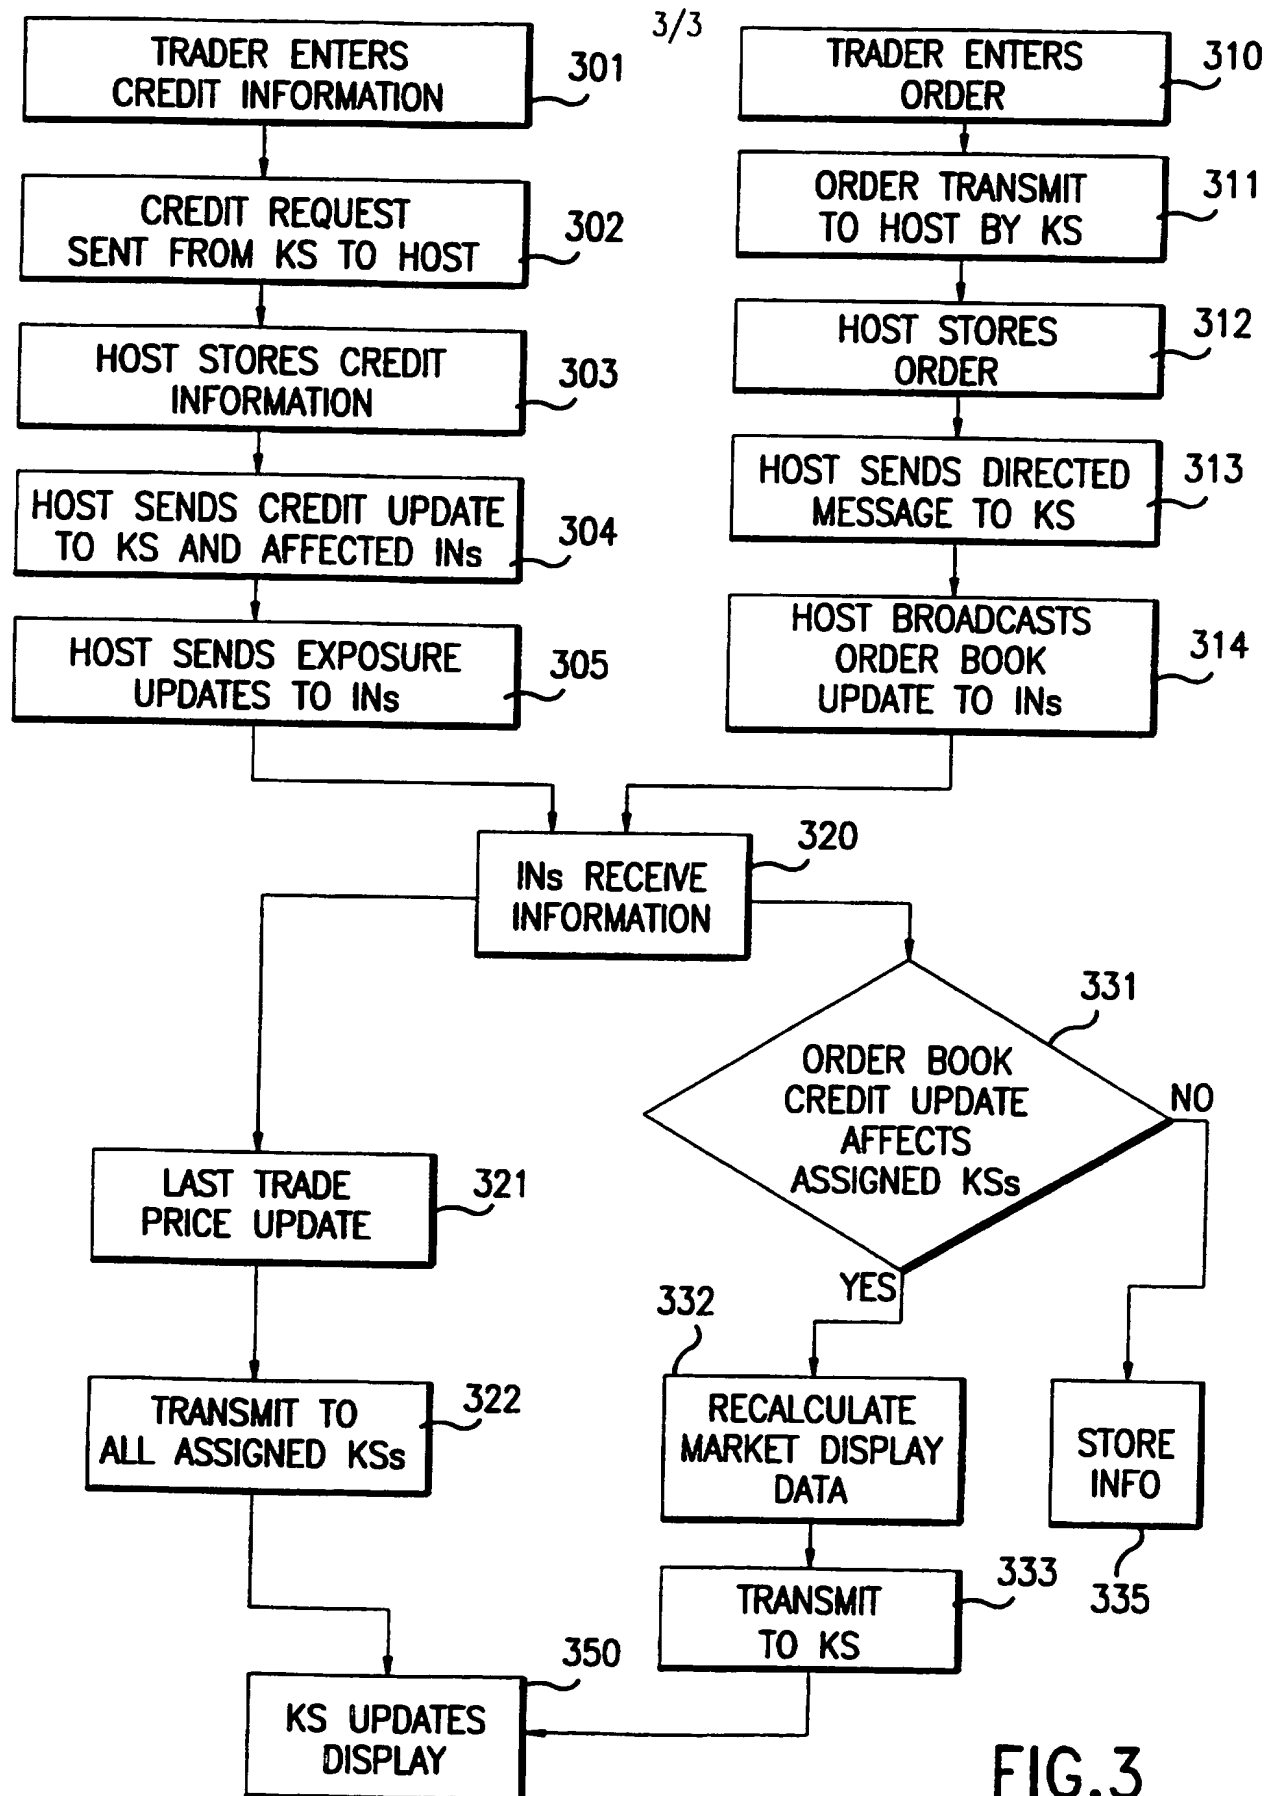 3/3
TRADER ENTERS
CREDIT INFORMATION
301
CREDIT REQUEST
SENT FROM KS TO HOST
302
HOST STORES CREDIT
INFORMATION
303
HOST SENDS CREDIT UPDATE
TO KS AND AFFECTED INs
304
HOST SENDS EXPOSURE
UPDATES TO INs
305
TRADER ENTERS
ORDER
310
ORDER TRANSMIT
TO HOST BY KS
311
HOST STORES
ORDER
312
HOST SENDS DIRECTED
MESSAGE TO KS
313
HOST BROADCASTS
ORDER BOOK
UPDATE TO INs
314
INs RECEIVE
INFORMATION
320
LAST TRADE
PRICE UPDATE
321
TRANSMIT TO
ALL ASSIGNED KSs
322
ORDER BOOK
CREDIT UPDATE
AFFECTS
ASSIGNED KSs
331
NO
YES
332
RECALCULATE
MARKET DISPLAY
DATA
STORE
INFO
335
TRANSMIT
TO KS
333
KS UPDATES
DISPLAY
350
FIG.3